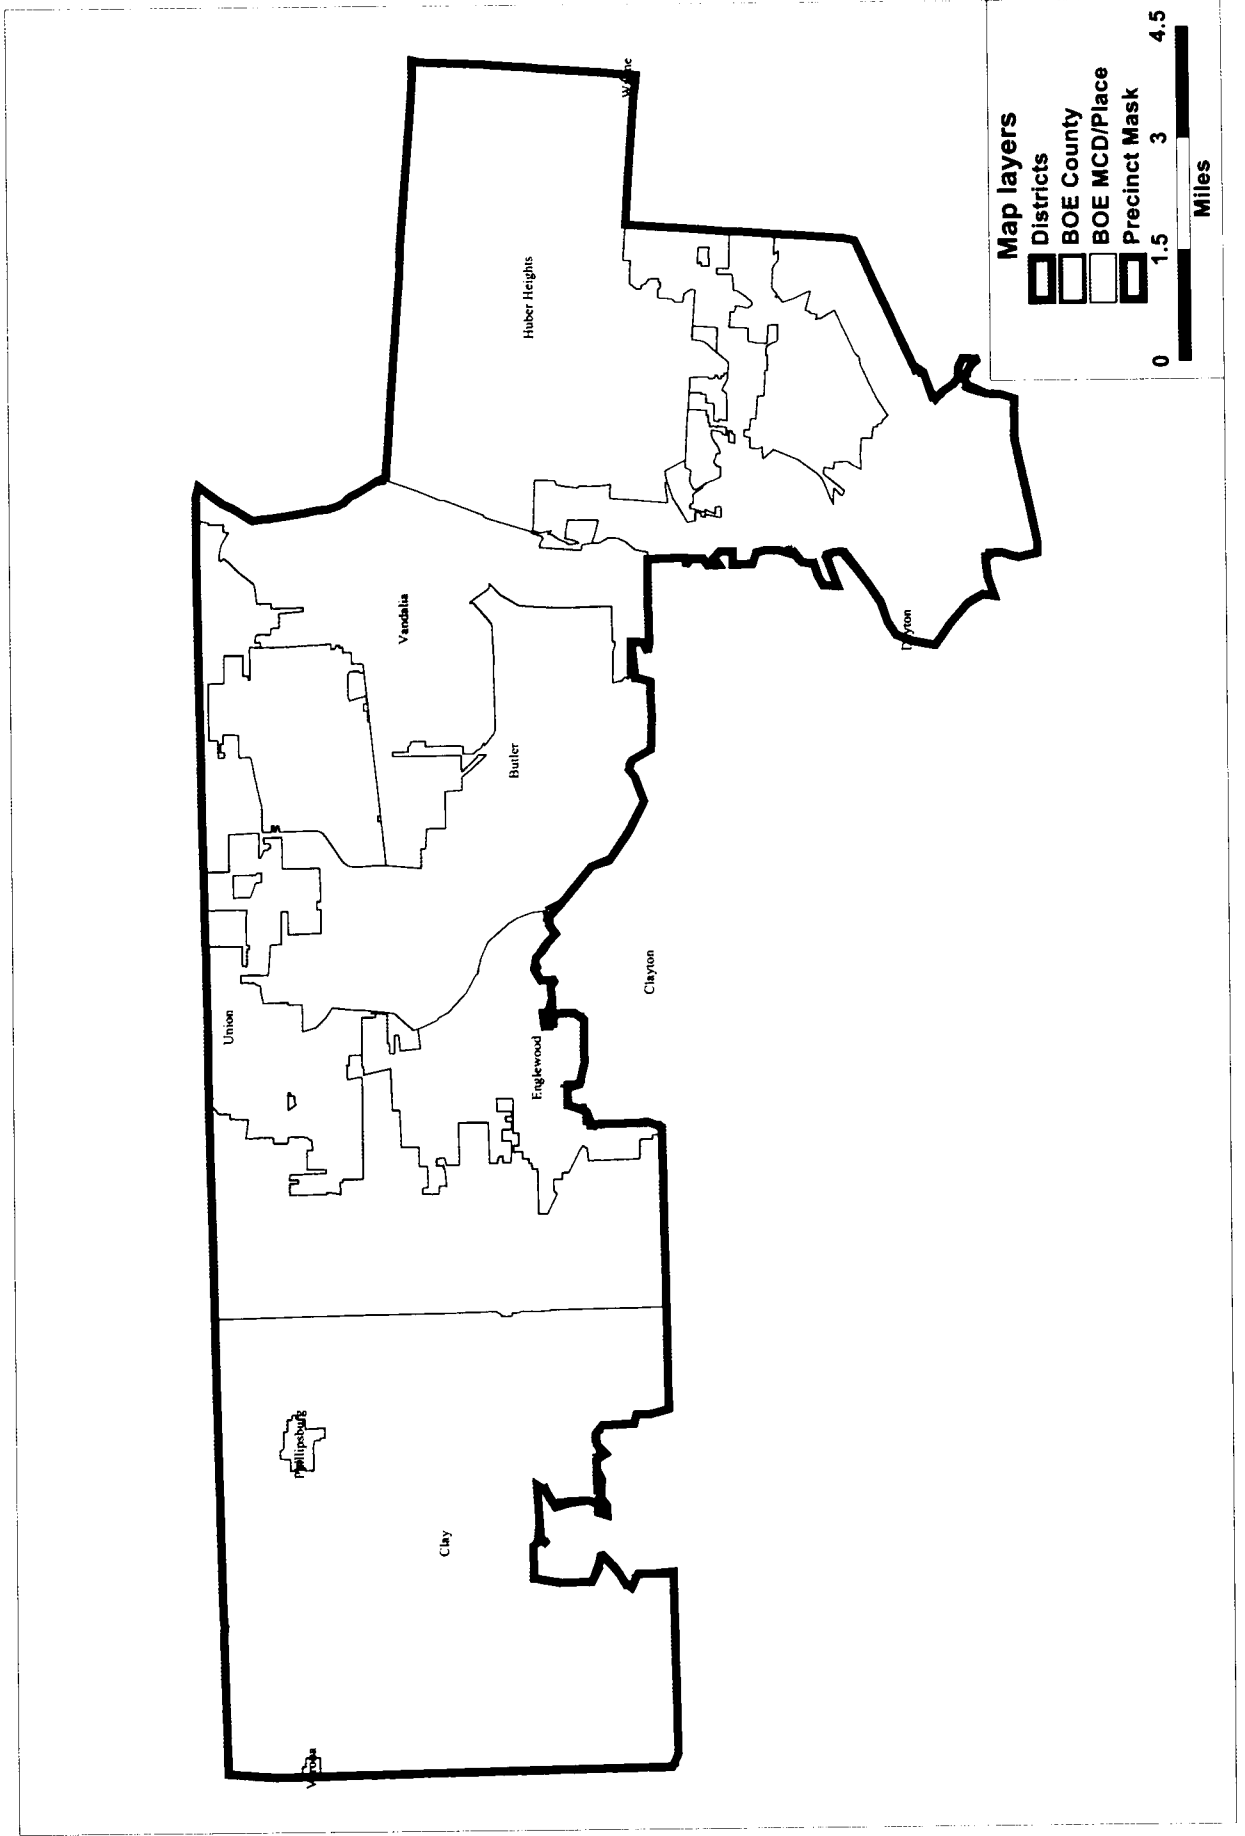 Huber Heights
Vandalia
Butler
Union
Clayton
Englewood
Phillipsburg
Clay
Map layers
Districts
BOE County
BOE MCD/Place
Precinct Mask
0 1.5 3 4.5
Miles